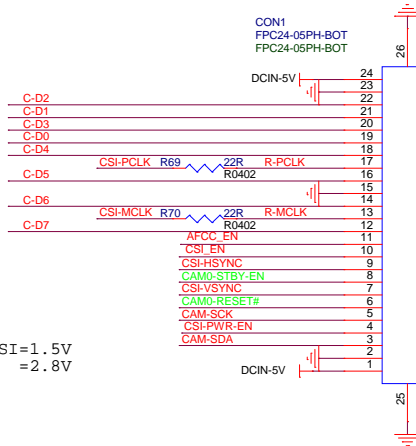 CON1
FPC24-05PH-BOT
FPC24-05PH-BOT
26
DCIN-5V 24
23
C-D2 22
C-D1 21
C-D3 20
C-D0 19
C-D4 18
CSI-PCLK R69 22R R-PCLK 17
R0402
C-D5 16
15
C-D6 14
CSI-MCLK R70 22R R-MCLK 13
R0402
C-D7 12
AFCC_EN 11
CSI_EN 10
CSI-HSYNC 9
CAM0-STBY-EN 8
CSI-VSYNC 7
CAM0-RESET# 6
CAM-SCK 5
CSI-PWR-EN 4
CAM-SDA 3
2
DCIN-5V 1
SI=1.5V
=2.8V
25